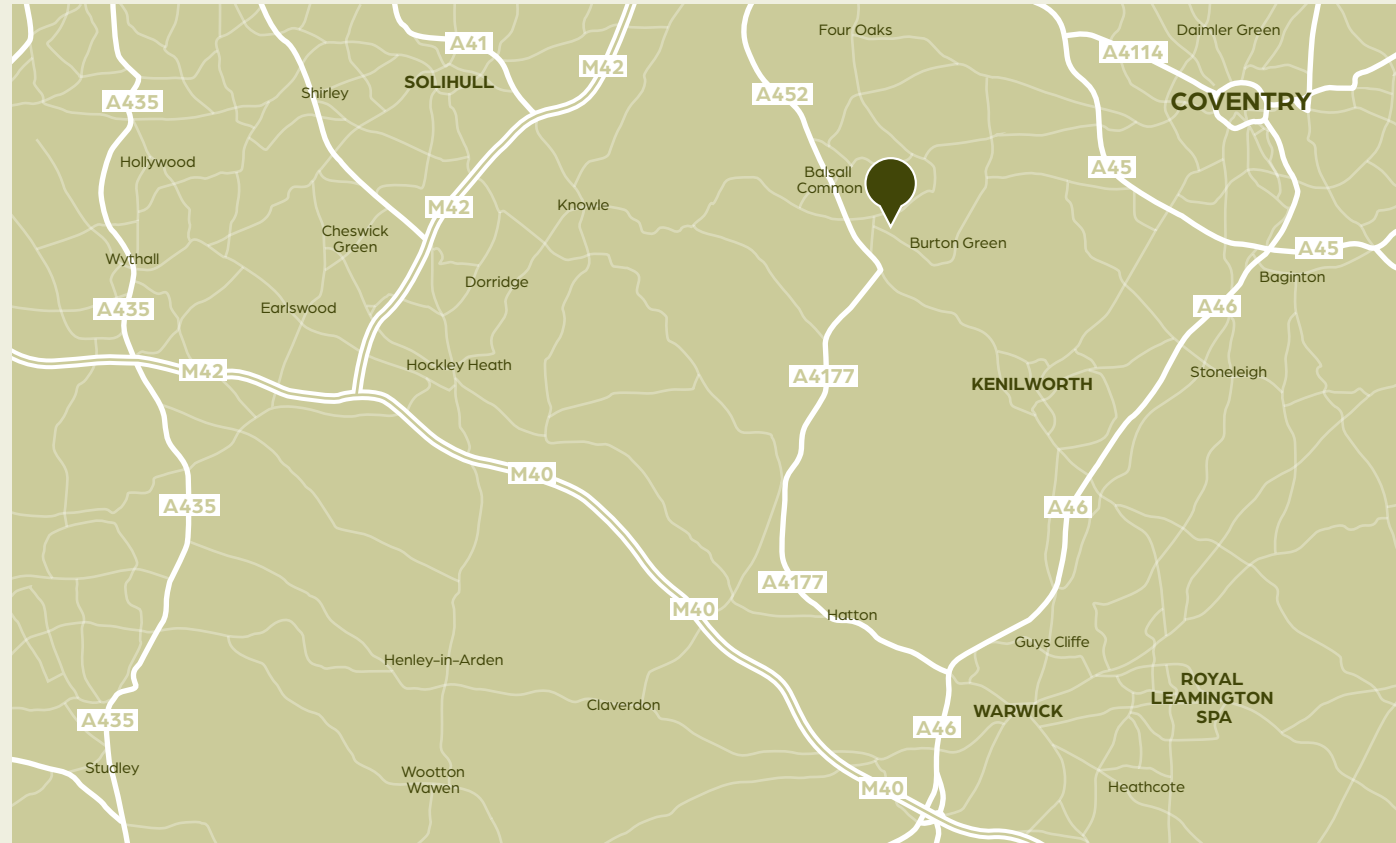 Four Oaks
Daimler Green
A41
A4114
M42
SOLIHULL
Shirley
A452
A435
COVENTRY
Hollywood
A45
Balsall
Common
Knowle
M42
Cheswick
Green
Burton Green
A45
Wythall
Baginton
Dorridge
A46
Earlswood
A435
Hockley Heath
M42
Stoneleigh
A4177
KENILWORTH
M40
A435
A46
A4177
M40
Hatton
Guys Cliffe
Henley-in-Arden
ROYAL
LEAMINGTON
SPA
Claverdon
WARWICK
A435
A46
Studley
Wootton
Wawen
M40
Heathcote